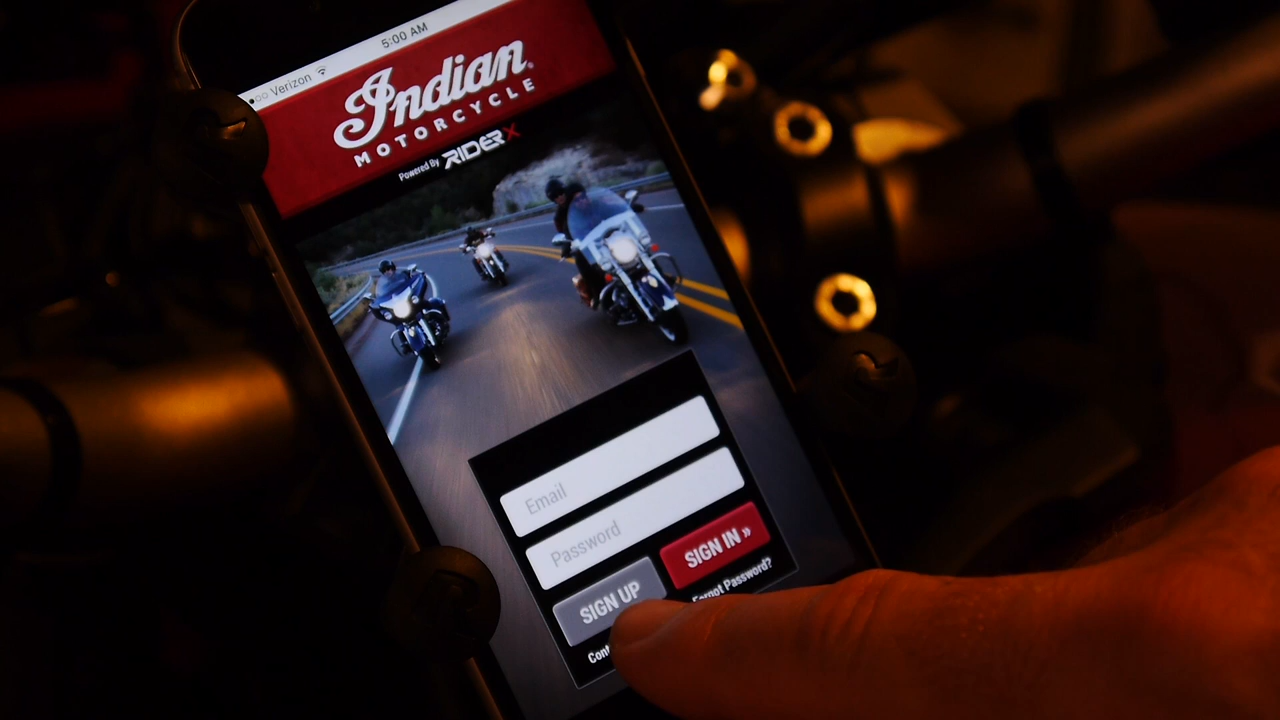 Verizon 5:00 AM
Indian
MOTORCYCLE
Powered By RIDER X
Email
Password
SIGN UP SIGN IN »
Forgot Password?